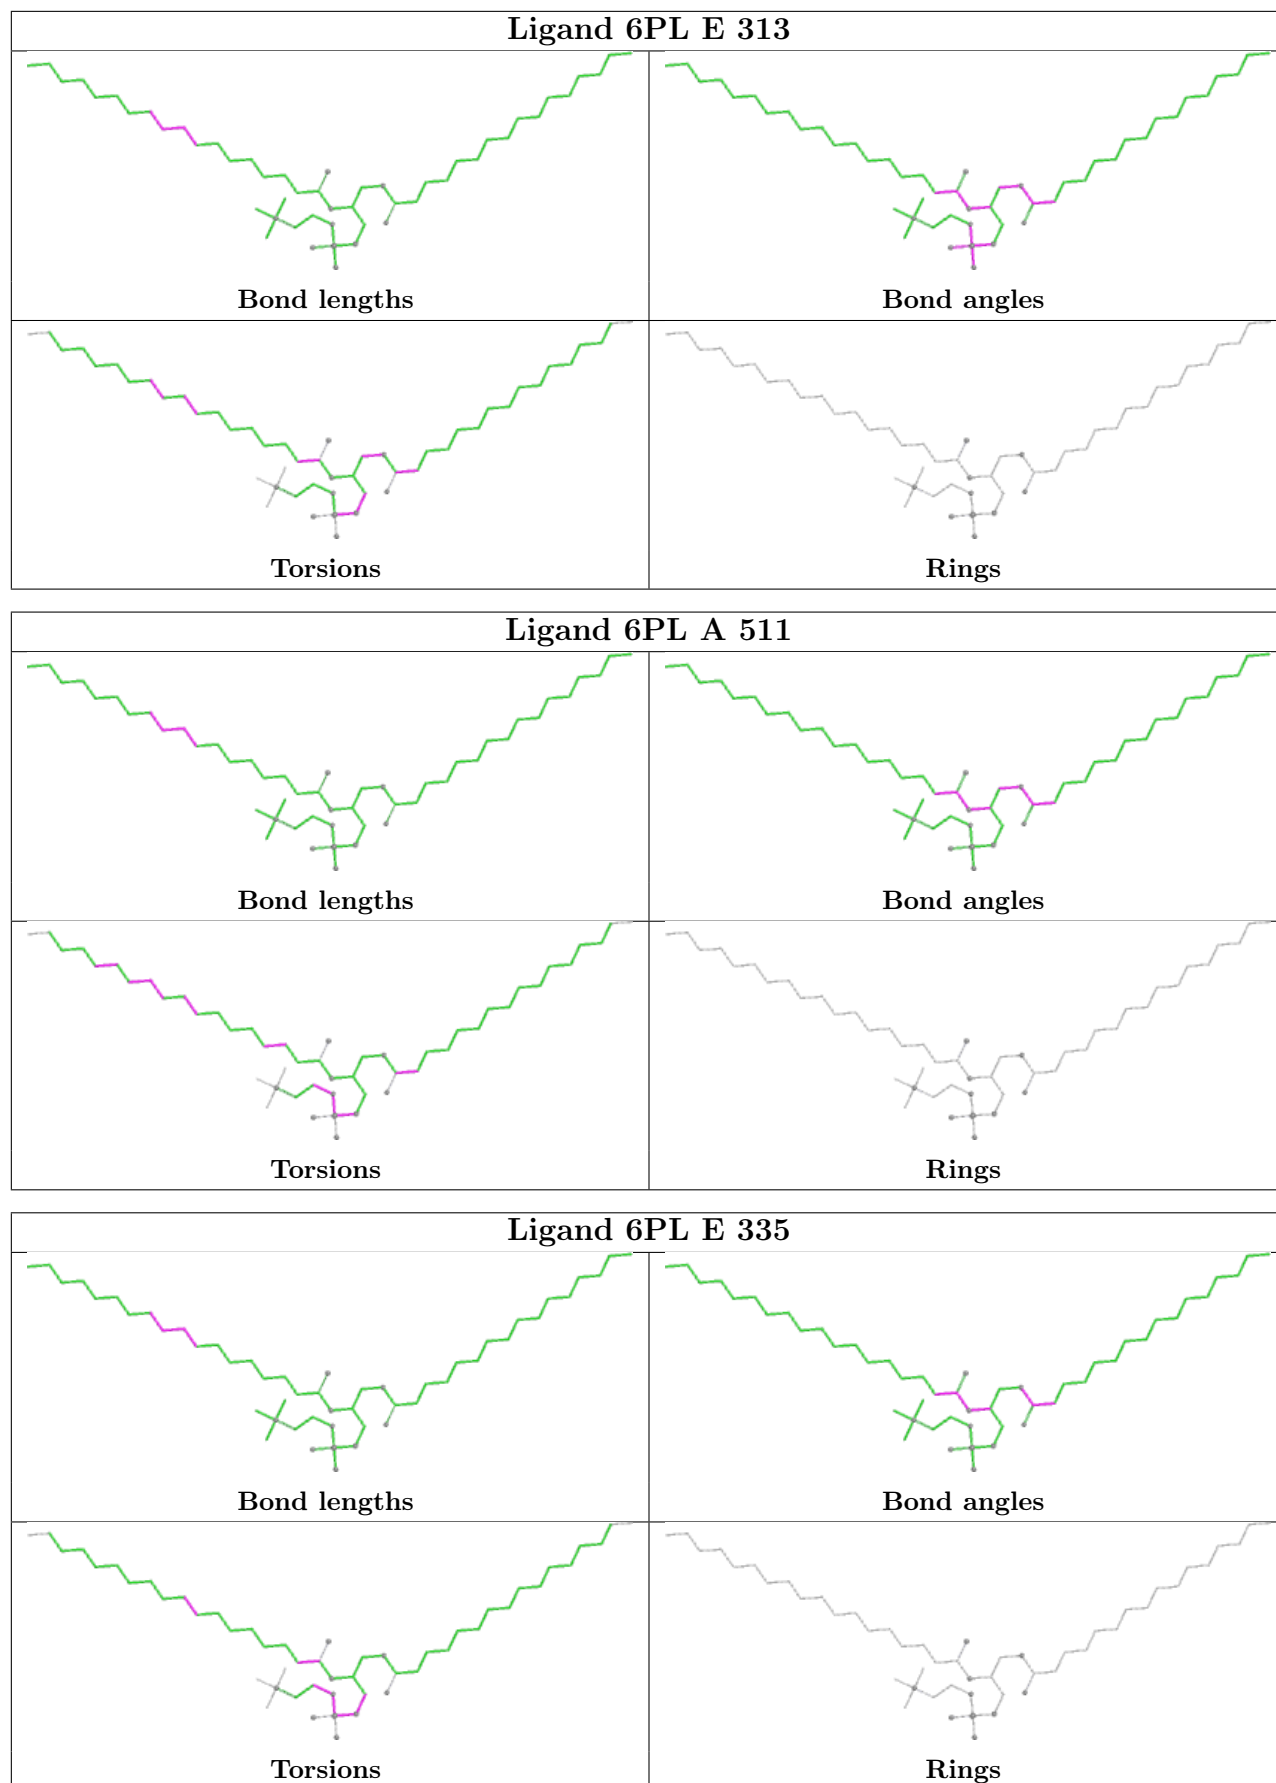 Ligand 6PL E 313
Bond lengths
Bond angles
Torsions
Rings
Ligand 6PL A 511
Bond lengths
Bond angles
Torsions
Rings
Ligand 6PL E 335
Bond lengths
Bond angles
Torsions
Rings